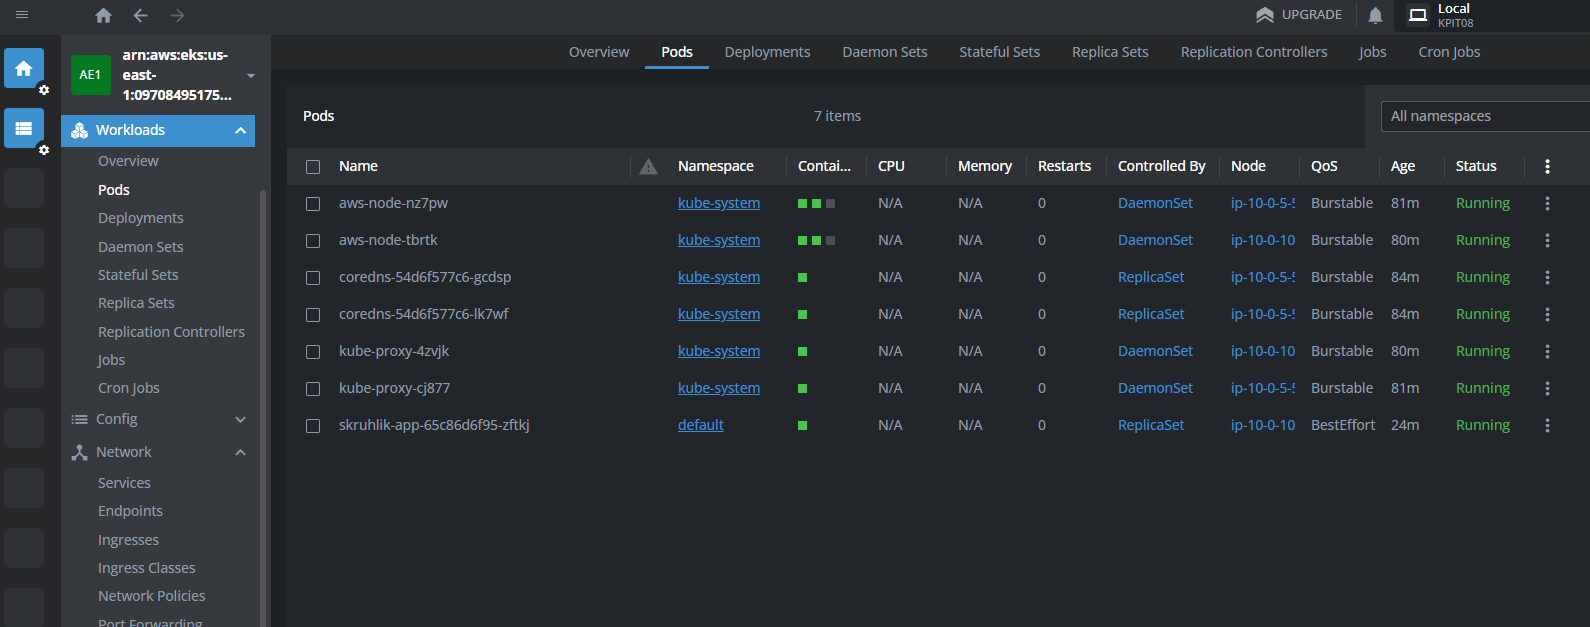 UPGRADE
Local
KPIT08
AE1
arn:aws:eks:us-
east-
1:09708495175...
Overview Pods Deployments Daemon Sets Stateful Sets Replica Sets Replication Controllers Jobs Cron Jobs
Workloads
Overview
Pods
Deployments
Daemon Sets
Stateful Sets
Replica Sets
Replication Controllers
Jobs
Cron Jobs
Config
Network
Services
Endpoints
Ingresses
Ingress Classes
Network Policies
Port Forwarding
Pods 7 items All namespaces
Name Namespace Contai... CPU Memory Restarts Controlled By Node QoS Age Status
aws-node-nz7pw kube-system N/A N/A 0 DaemonSet ip-10-0-5-5 Burstable 81m Running
aws-node-tbrtk kube-system N/A N/A 0 DaemonSet ip-10-0-10 Burstable 80m Running
coredns-54d6f577c6-gcdsp kube-system N/A N/A 0 ReplicaSet ip-10-0-5-5 Burstable 84m Running
coredns-54d6f577c6-lk7wf kube-system N/A N/A 0 ReplicaSet ip-10-0-5-5 Burstable 84m Running
kube-proxy-4zvjk kube-system N/A N/A 0 DaemonSet ip-10-0-10 Burstable 80m Running
kube-proxy-cj877 kube-system N/A N/A 0 DaemonSet ip-10-0-5-5 Burstable 81m Running
skruhlik-app-65c86d6f95-zftkj default N/A N/A 0 ReplicaSet ip-10-0-10 BestEffort 24m Running